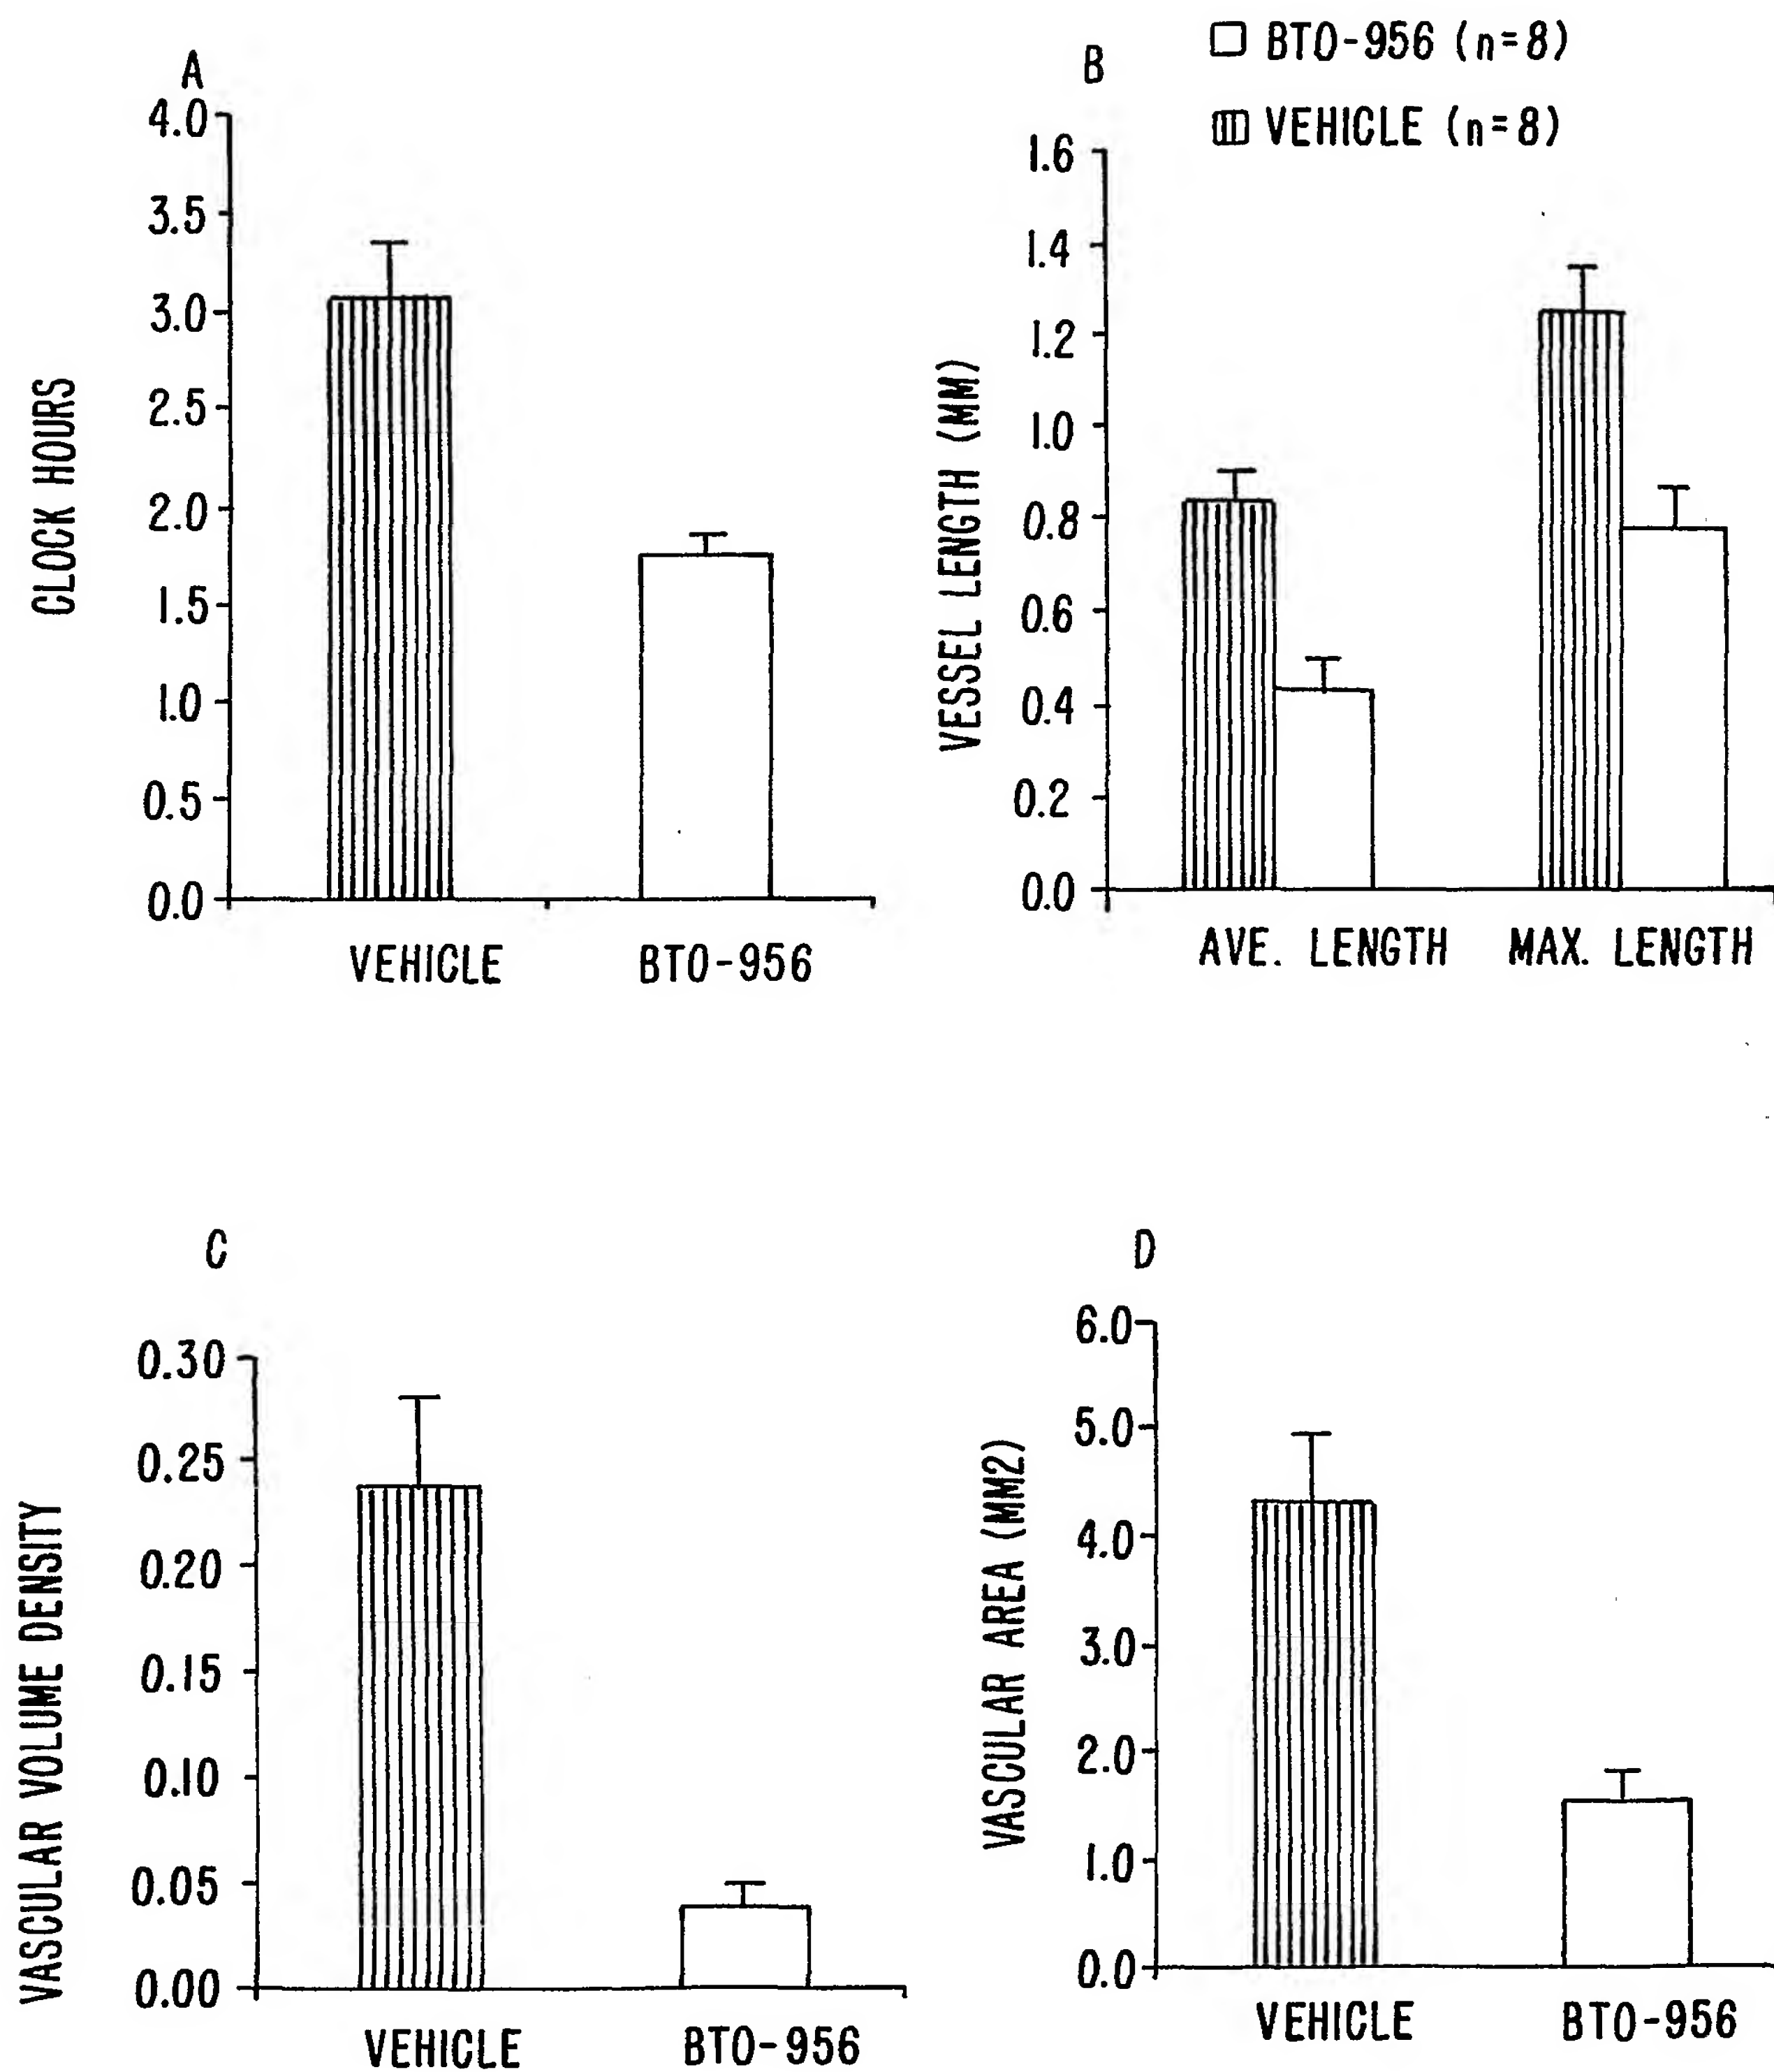 A
4.0
3.5
3.0
2.5
2.0
1.5
1.0
0.5
0.0
CLOCK HOURS
VEHICLE BTO-956
B
BTO-956 (n=8)
VEHICLE (n=8)
1.6
1.4
1.2
1.0
0.8
0.6
0.4
0.2
0.0
VESSEL LENGTH (MM)
AVE. LENGTH MAX. LENGTH
C
0.30
0.25
0.20
0.15
0.10
0.05
0.00
VASCULAR VOLUME DENSITY
VEHICLE BTO-956
D
6.0
5.0
4.0
3.0
2.0
1.0
0.0
VASCULAR AREA (MM2)
VEHICLE BTO-956